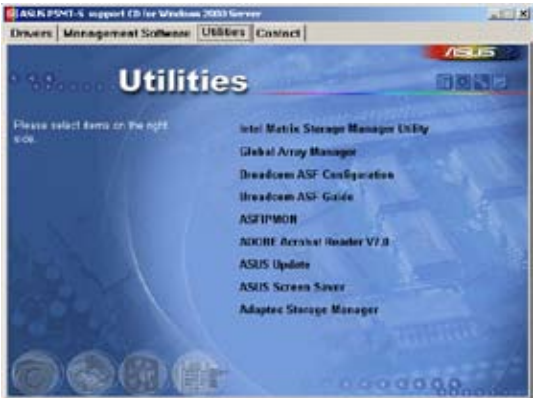 ASUS P5MT-S support CD for Windows 2000 Server
Drivers Management Software Utilities Contact
ASUS
Utilities
Please select items on the right
side.
Intel Matrix Storage Manager Utility
Global Array Manager
Broadcom ASF Configuration
Broadcom ASF Guide
ASFIPMON
ADOBE Acrobat Reader V7.0
ASUS Update
ASUS Screen Saver
Adaptec Storage Manager